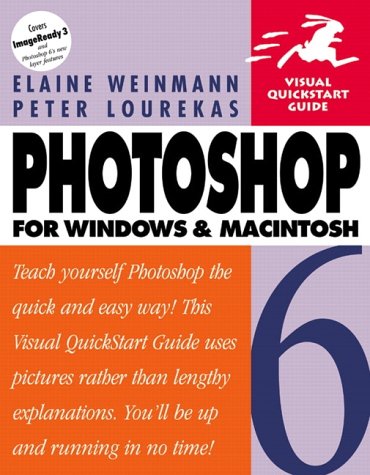 Covers
ImageReady 3
and
Photoshop 6's new
layer features
VISUAL
QUICKSTART
GUIDE
ELAINE WEINMANN
PETER LOUREKAS
PHOTOSHOP
FOR WINDOWS & MACINTOSH
Teach yourself Photoshop the
quick and easy way! This
Visual QuickStart Guide uses
pictures rather than lengthy
explanations. You'll be up
and running in no time!
6